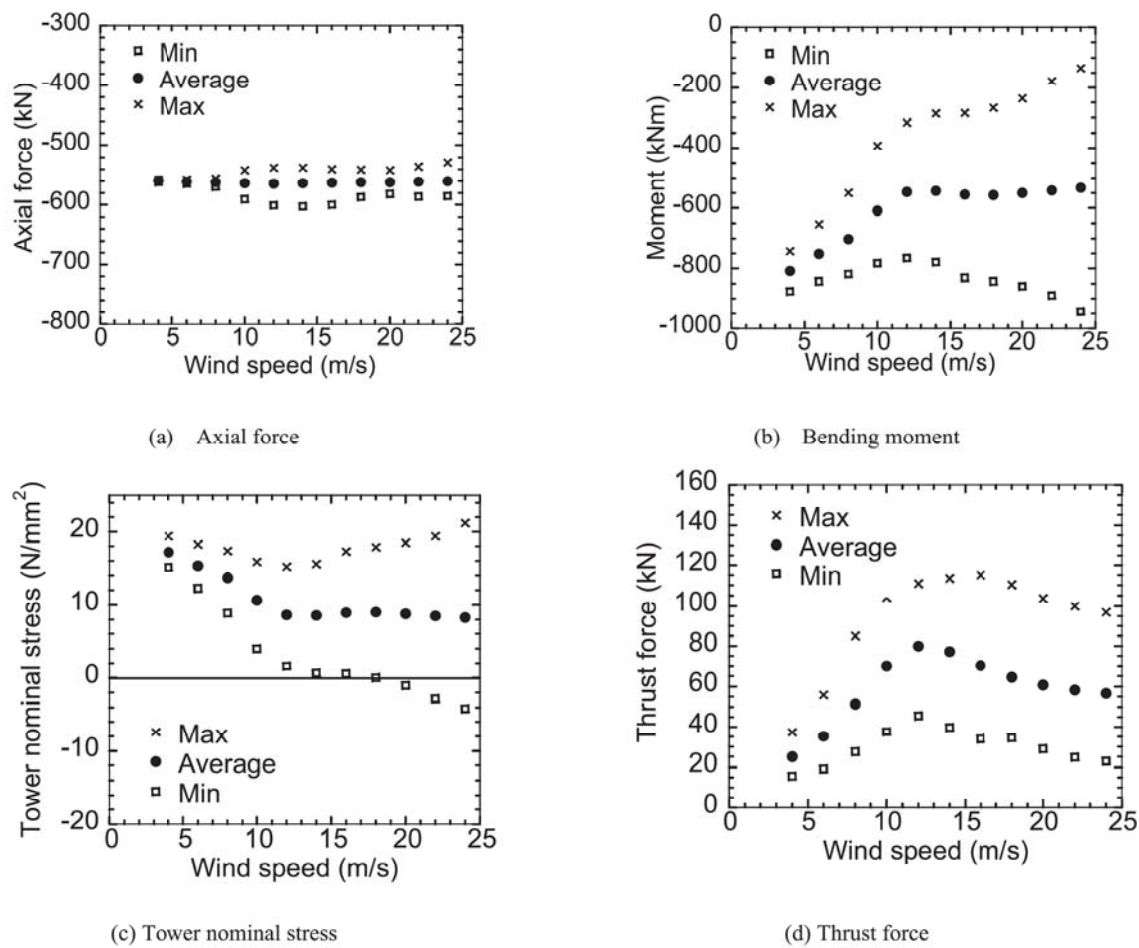 -300
-400
-500
-600
-700
-800
Axial force (kN)
Min
Average
Max
0 5 10 15 20 25
Wind speed (m/s)
(a) Axial force
0
-200
-400
-600
-800
-1000
Moment (kNm)
Min
Average
Max
0 5 10 15 20 25
Wind speed (m/s)
(b) Bending moment
20
10
0
-10
-20
Tower nominal stress (N/mm²)
Max
Average
Min
0 5 10 15 20 25
Wind speed (m/s)
(c) Tower nominal stress
160
140
120
100
80
60
40
20
0
Thrust force (kN)
Max
Average
Min
0 5 10 15 20 25
Wind speed (m/s)
(d) Thrust force